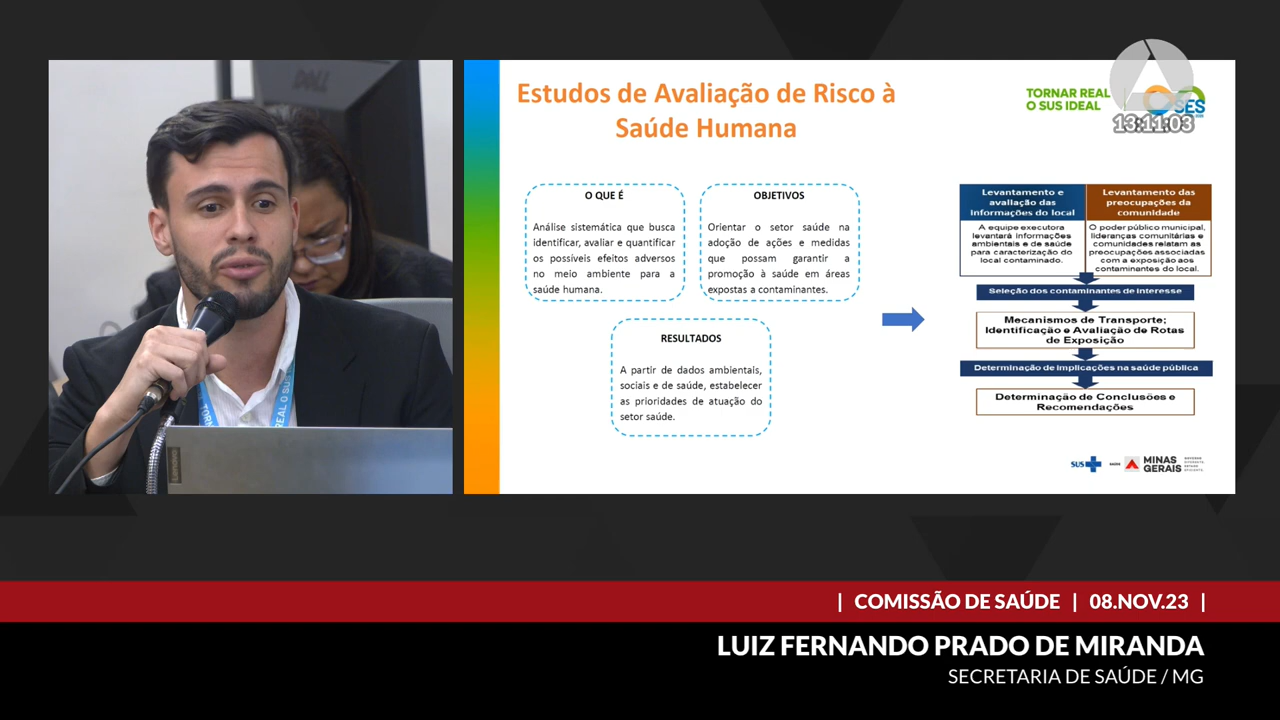 DELL
Estudos de Avaliação de Risco à
Saúde Humana
TORNAR REAL
O SUS IDEAL
SES
13:11:03
O QUE É
Análise sistemática que busca
identificar, avaliar e quantificar
os possíveis efeitos adversos
no meio ambiente para a
saúde humana.
OBJETIVOS
Orientar o setor saúde na
adoção de ações e medidas
que possam garantir a
promoção à saúde em áreas
expostas a contaminantes.
RESULTADOS
A partir de dados ambientais,
sociais e de saúde, estabelecer
as prioridades de atuação do
setor saúde.
Levantamento e
avaliação das
informações do local
A equipe executora
levantará informações
ambientais e de saúde
para caracterização do
local contaminado.
Levantamento das
preocupações da
comunidade
O poder público municipal,
lideranças comunitárias e
comunidades relatam as
preocupações associadas
com a exposição aos
contaminantes do local.
Seleção dos contaminantes de interesse
Mecanismos de Transporte;
Identificação e Avaliação de Rotas
de Exposição
Determinação de implicações na saúde pública
Determinação de Conclusões e
Recomendações
SUS
SAÚDE
MINAS
GERAIS
REAL O SUS
Lenovo
| COMISSÃO DE SAÚDE | 08.NOV.23 |
LUIZ FERNANDO PRADO DE MIRANDA
SECRETARIA DE SAÚDE / MG